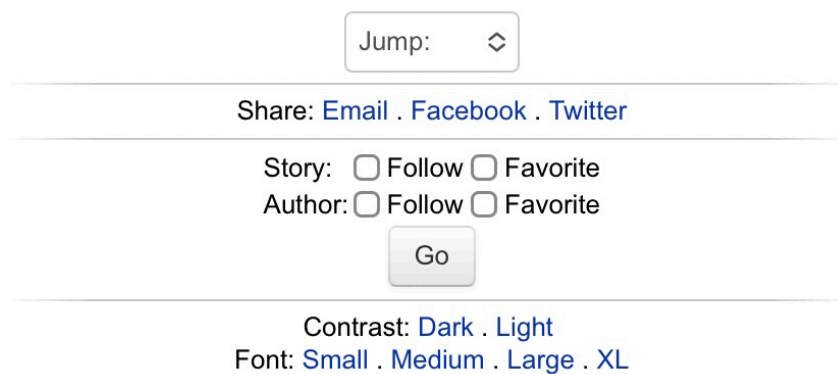 Jump:
Share: Email . Facebook . Twitter
Story: Follow Favorite
Author: Follow Favorite
Go
Contrast: Dark . Light
Font: Small . Medium . Large . XL